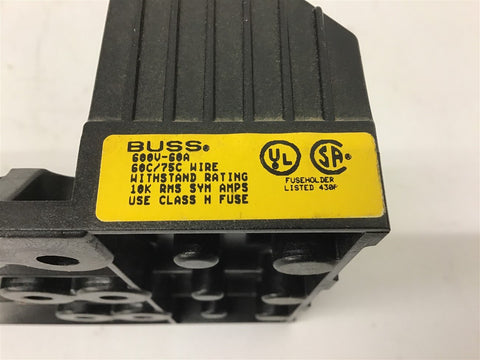 BUSS®
600V-60A
60C/75C WIRE
WITHSTAND RATING
10K RMS SYM AMPS
USE CLASS H FUSE
UL
SA
FUSEHOLDER
LISTED 430F